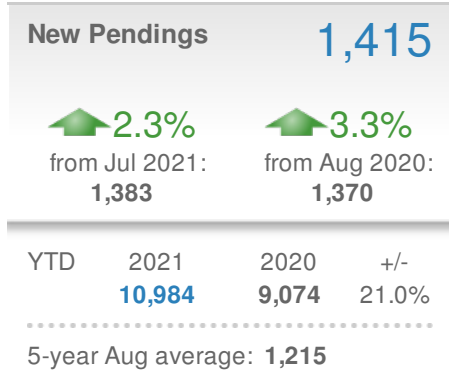 New Pendings 1,415
2.3% 3.3%
from Jul 2021: from Aug 2020:
1,383 1,370
YTD 2021 2020 +/-
10,984 9,074 21.0%
5-year Aug average: 1,215